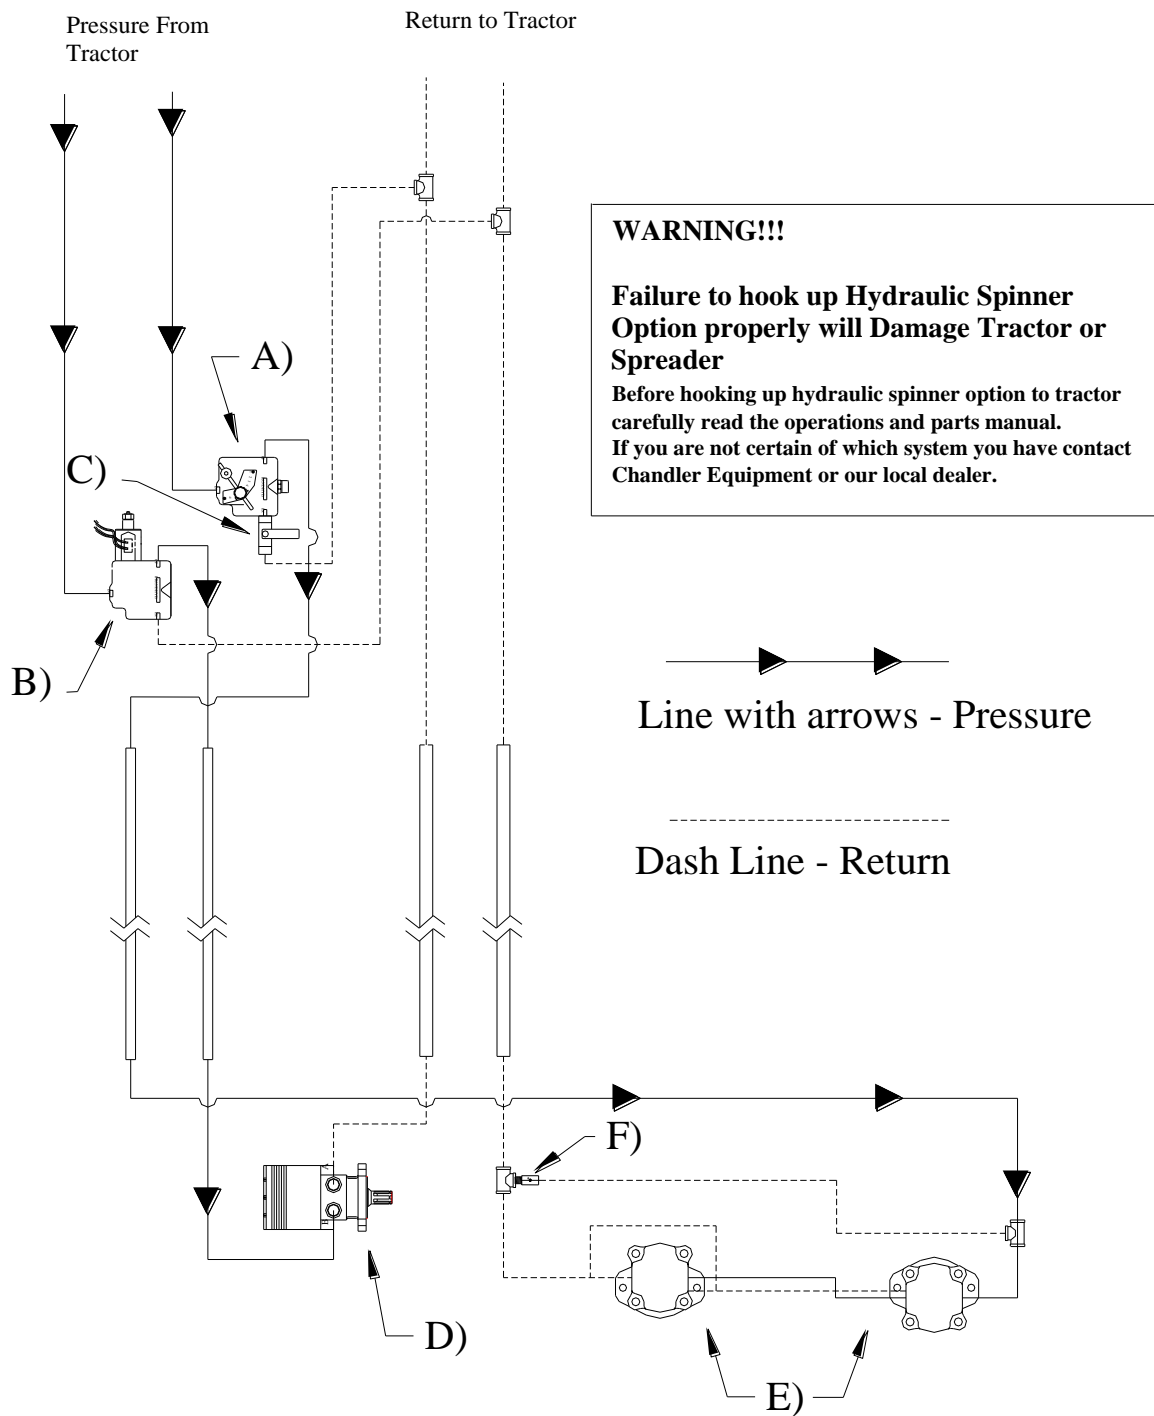 Pressure From
Tractor
Return to Tractor
WARNING!!!
Failure to hook up Hydraulic Spinner
Option properly will Damage Tractor or
Spreader
Before hooking up hydraulic spinner option to tractor
carefully read the operations and parts manual.
If you are not certain of which system you have contact
Chandler Equipment or our local dealer.
A)
C)
B)
Line with arrows - Pressure
Dash Line - Return
F)
D)
E)